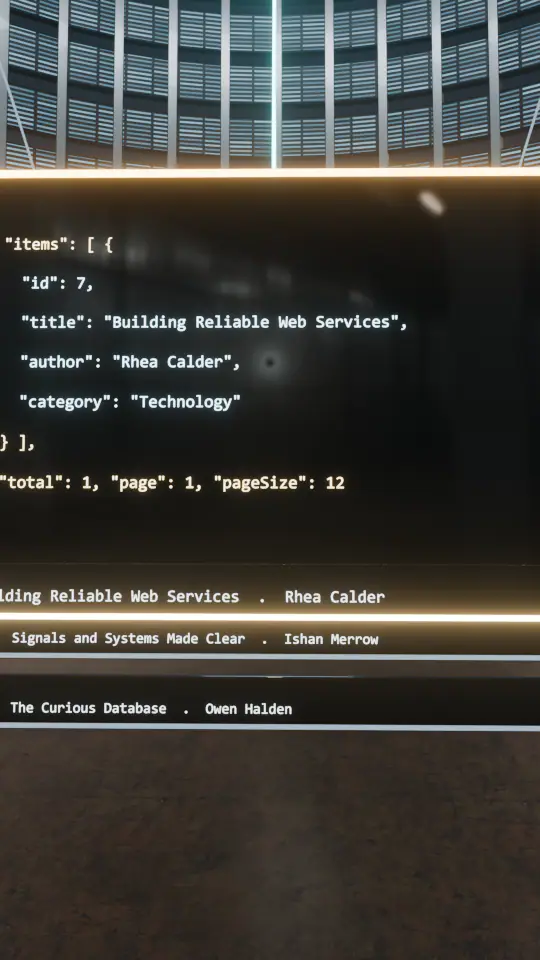 "items": [ {
"id": 7,
"title": "Building Reliable Web Services",
"author": "Rhea Calder",
"category": "Technology"
} ],
"total": 1, "page": 1, "pageSize": 12
Reliable Web Services . Rhea Calder
Signals and Systems Made Clear . Ishan Merrow
The Curious Database . Owen Halden